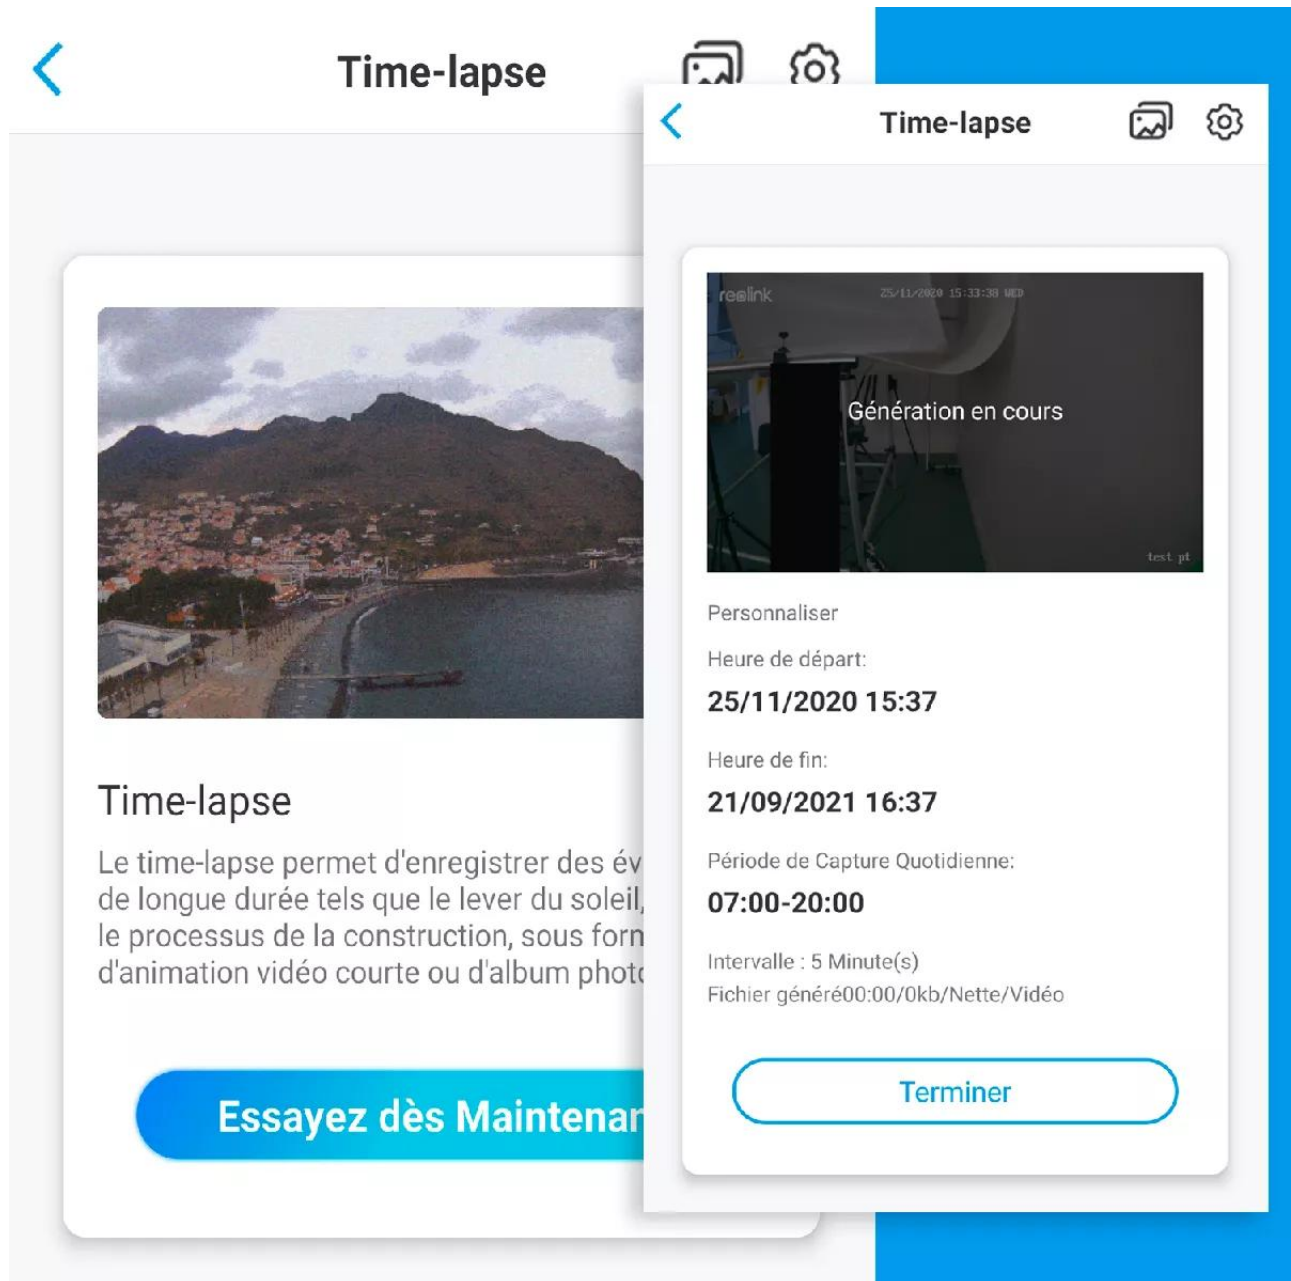 Time-lapse
Time-lapse
Le time-lapse permet d'enregistrer des
de longue durée tels que le lever du soleil,
le processus de la construction, sous
d'animation vidéo courte ou d'album
Essayez dès
Time-lapse
reolink
25/11/2020 15:33:38 WED
Génération en cours
test pt
Personnaliser
Heure de départ:
25/11/2020 15:37
Heure de fin:
21/09/2021 16:37
Période de Capture Quotidienne:
07:00-20:00
Intervalle : 5 Minute(s)
Fichier généré00:00/0kb/Nette/Vidéo
Terminer